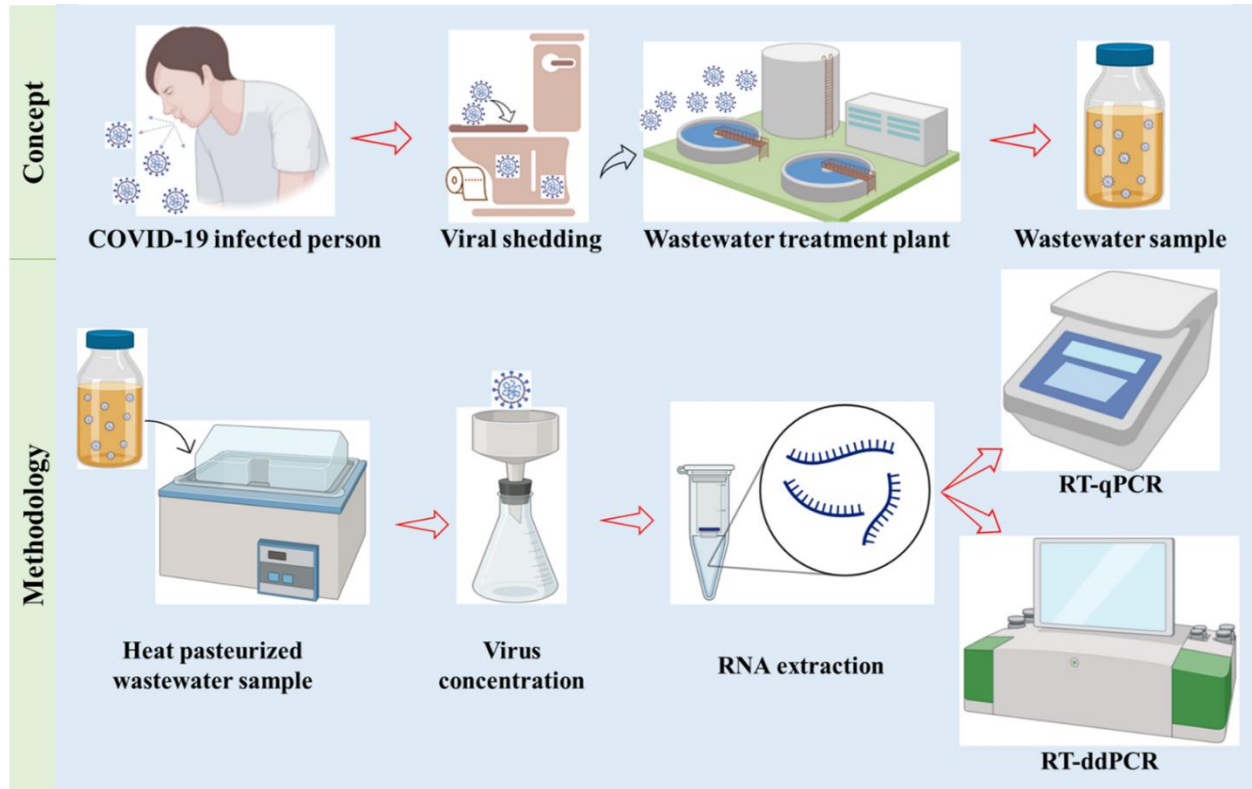 Concept
COVID-19 infected person
Viral shedding
Wastewater treatment plant
Wastewater sample
Methodology
Heat pasteurized
wastewater sample
Virus
concentration
RNA extraction
RT-qPCR
RT-ddPCR